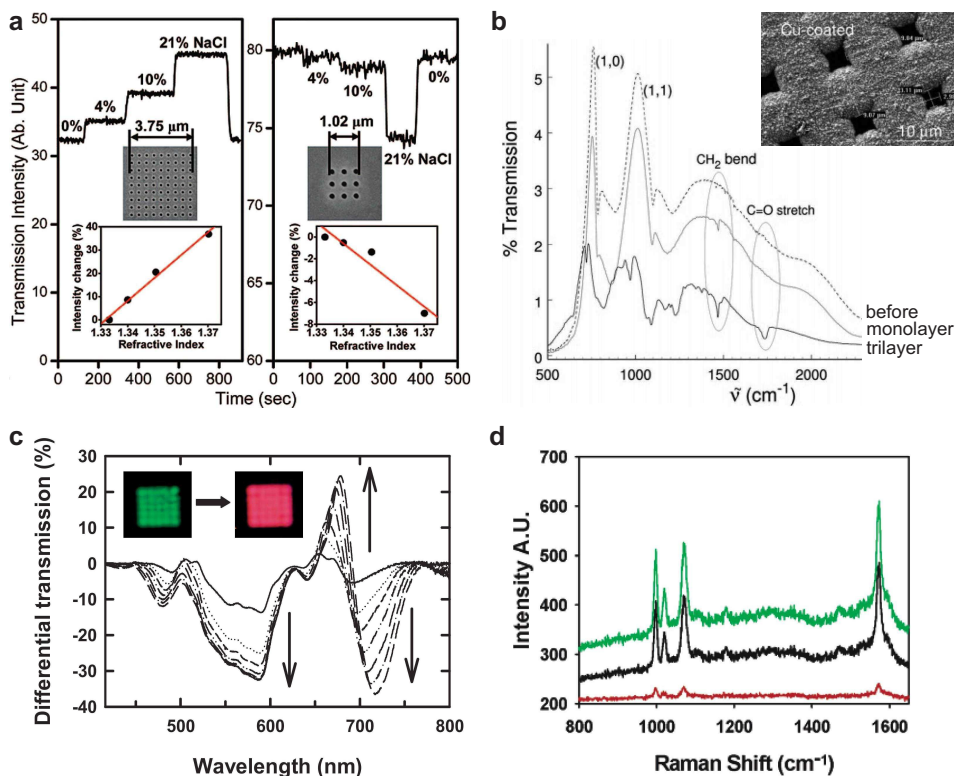 a
Transmission Intensity (Ab. Unit)
50
45
40
35
30
25
20
15
10
5
0
0%
4%
10%
21% NaCl
3.75 µm
Intensity change (%)
40
30
20
10
0
1.33 1.34 1.35 1.36 1.37
Refractive Index
0 200 400 600 800
85
80
75
70
65
60
4%
10%
0%
21% NaCl
1.02 µm
Intensity change (%)
0
-2
-4
-6
-8
1.33 1.34 1.35 1.36 1.37
Refractive Index
0 100 200 300 400 500
Time (sec)
b
% Transmission
5
4
3
2
1
0
(1,0)
(1,1)
CH₂ bend
C=O stretch
Cu-coated
10 µm
before
monolayer
trilayer
500 1000 1500 2000
ν̃ (cm⁻¹)
c
Differential transmission (%)
30
20
10
0
-10
-20
-30
-40
500 600 700 800
Wavelength (nm)
d
Intensity A.U.
700
600
500
400
300
200
800 1000 1200 1400 1600
Raman Shift (cm⁻¹)